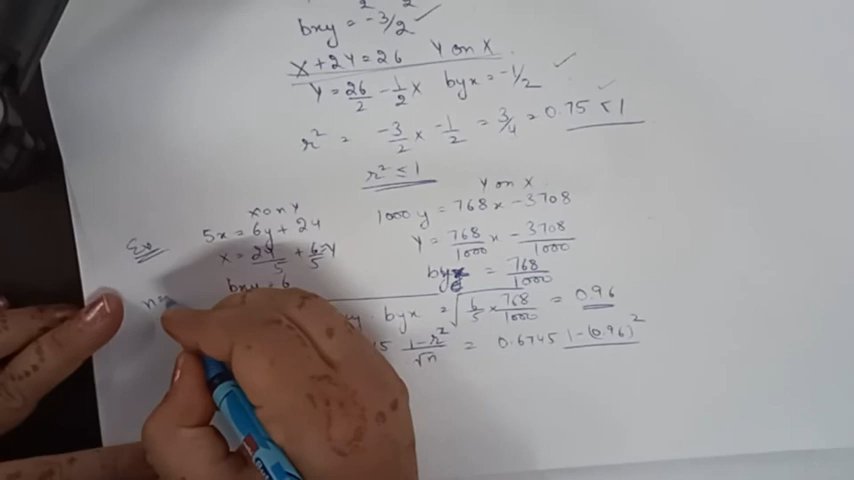 bxy = -3/2 ✓
X + 2Y = 26 Y on X
Y = 26/2 - 1/2 X byx = -1/2 ✓
r² = -3/2 x -1/2 = 3/4 = 0.75 < 1
r² ≤ 1
Ex
x on y
5x = 6y + 24
x = 24/5 + 6/5 y
bxy = 6
Y on X
1000 y = 768 x - 3708
Y = 768/1000 x - 3708/1000
byx = 768/1000
n =
. byx = √6/5 x 768/1000 = 0.96
1-r²/√n = 0.6745 1-(0.96)²